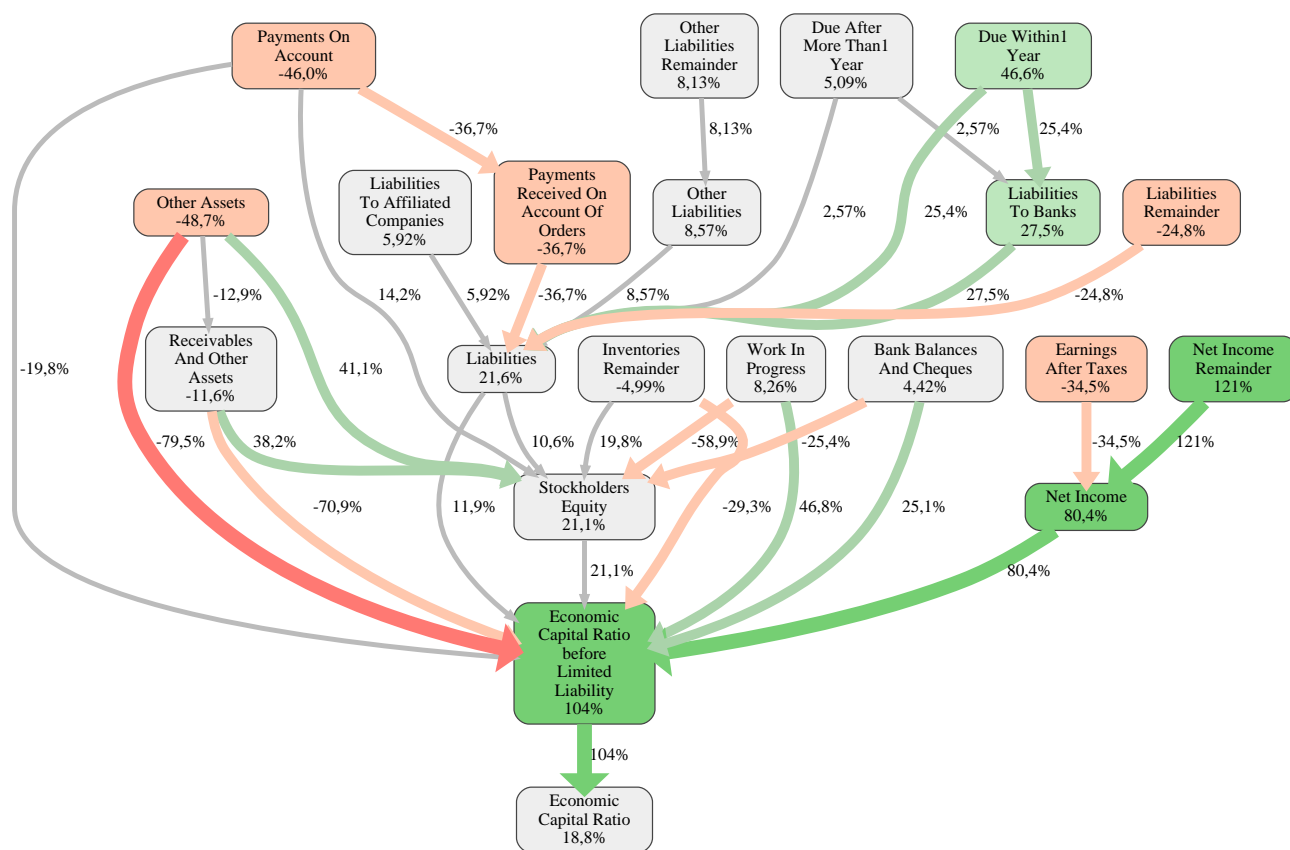 Payments On
Account
-46,0%
Other
Liabilities
Remainder
8,13%
Due After
More Than1
Year
5,09%
Due Within1
Year
46,6%
-36,7%
8,13%
2,57%
25,4%
Other Assets
-48,7%
Liabilities
To Affiliated
Companies
5,92%
Payments
Received On
Account Of
Orders
-36,7%
Other
Liabilities
8,57%
2,57%
25,4%
Liabilities
To Banks
27,5%
Liabilities
Remainder
-24,8%
-12,9%
14,2%
5,92%
-36,7%
8,57%
27,5%
-24,8%
-19,8%
Receivables
And Other
Assets
-11,6%
41,1%
Liabilities
21,6%
Inventories
Remainder
-4,99%
Work In
Progress
8,26%
Bank Balances
And Cheques
4,42%
Earnings
After Taxes
-34,5%
Net Income
Remainder
121%
-79,5%
38,2%
10,6%
19,8%
-58,9%
-25,4%
-34,5%
121%
-70,9%
11,9%
Stockholders
Equity
21,1%
-29,3%
46,8%
25,1%
Net Income
80,4%
21,1%
80,4%
Economic
Capital Ratio
before
Limited
Liability
104%
104%
Economic
Capital Ratio
18,8%